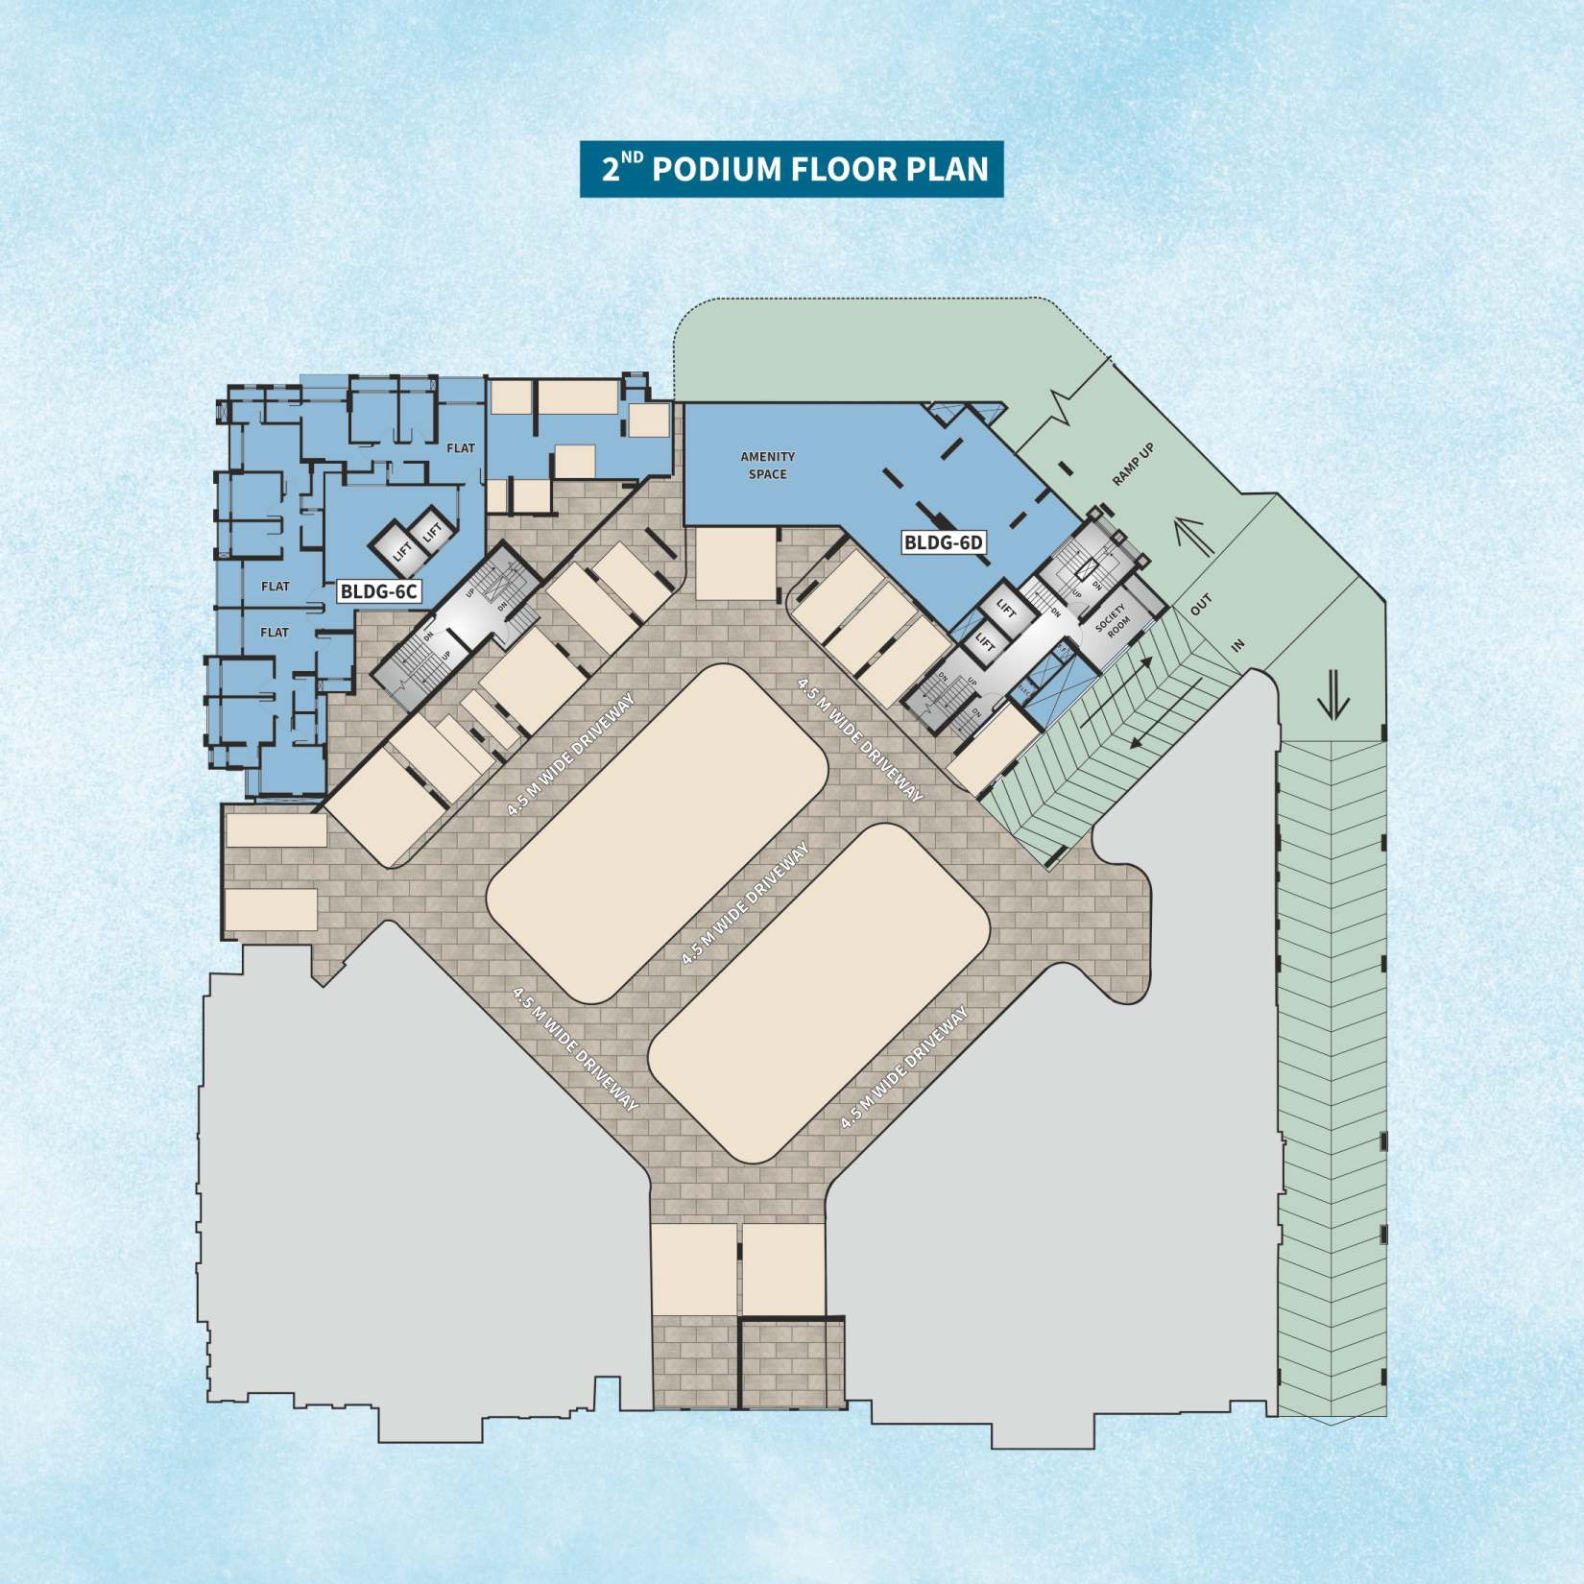 2ND PODIUM FLOOR PLAN
FLAT
AMENITY
SPACE
RAMP UP
LIFT
LIFT
BLDG-6D
FLAT
BLDG-6C
UP
DN
DN
UP
DN
UP
DN
LIFT
LIFT
SOCIETY
ROOM
OUT
IN
FLAT
DN
UP
DN
4.5 M WIDE DRIVEWAY
4.5 M WIDE DRIVEWAY
4.5 M WIDE DRIVEWAY
4.5 M WIDE DRIVEWAY
4.5 M WIDE DRIVEWAY